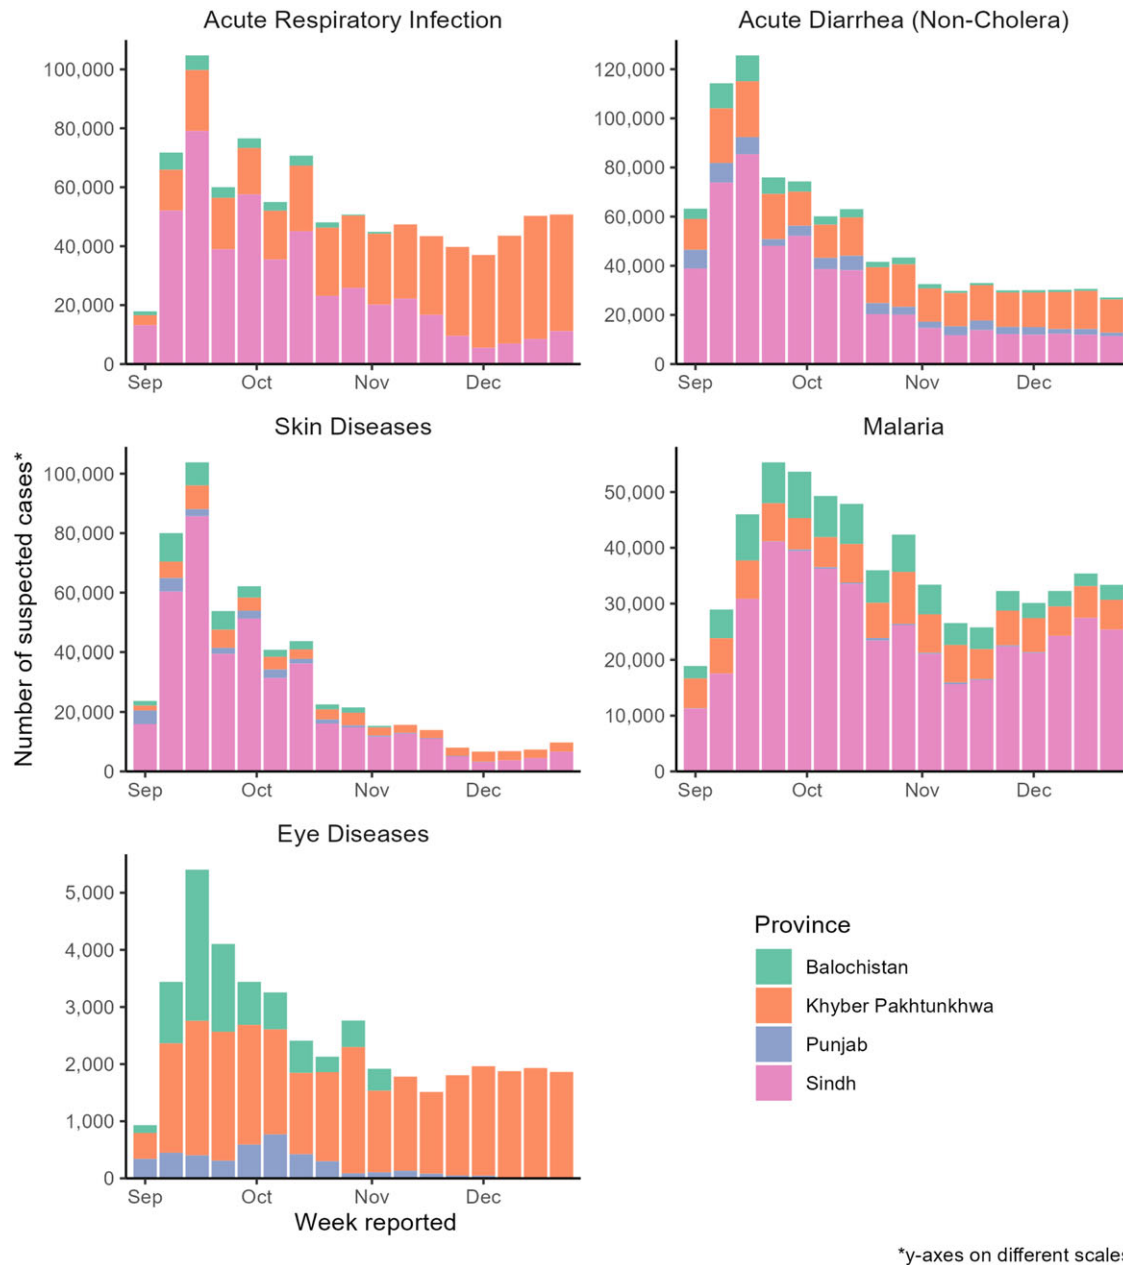 Acute Respiratory Infection
Acute Diarrhea (Non-Cholera)
100,000
80,000
60,000
40,000
20,000
0
Sep Oct Nov Dec
120,000
100,000
80,000
60,000
40,000
20,000
0
Sep Oct Nov Dec
Number of suspected cases*
Skin Diseases
Malaria
100,000
80,000
60,000
40,000
20,000
0
Sep Oct Nov Dec
50,000
40,000
30,000
20,000
10,000
0
Sep Oct Nov Dec
Eye Diseases
5,000
4,000
3,000
2,000
1,000
0
Sep Oct Nov Dec
Week reported
Province
Balochistan
Khyber Pakhtunkhwa
Punjab
Sindh
*y-axes on different scales